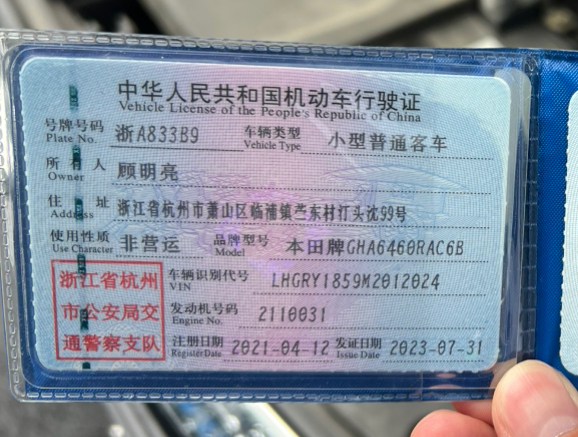 中华人民共和国机动车行驶证
Vehicle License of the People's Republic of China
号牌号码 浙A833B9 车辆类型 小型普通客车
Plate No. Vehicle Type
所有人 顾明亮
Owner
住址 浙江省杭州市萧山区临浦镇苎东村汀头沈99号
Address
使用性质 非营运 品牌型号 本田牌GHA6460RAC6B
Use Character Model
浙江省杭州
市公安局交
通警察支队
车辆识别代号 LHGRY1859M2012024
VIN
发动机号码 2110031
Engine No.
注册日期 2021-04-12 发证日期 2023-07-31
Register Date Issue Date